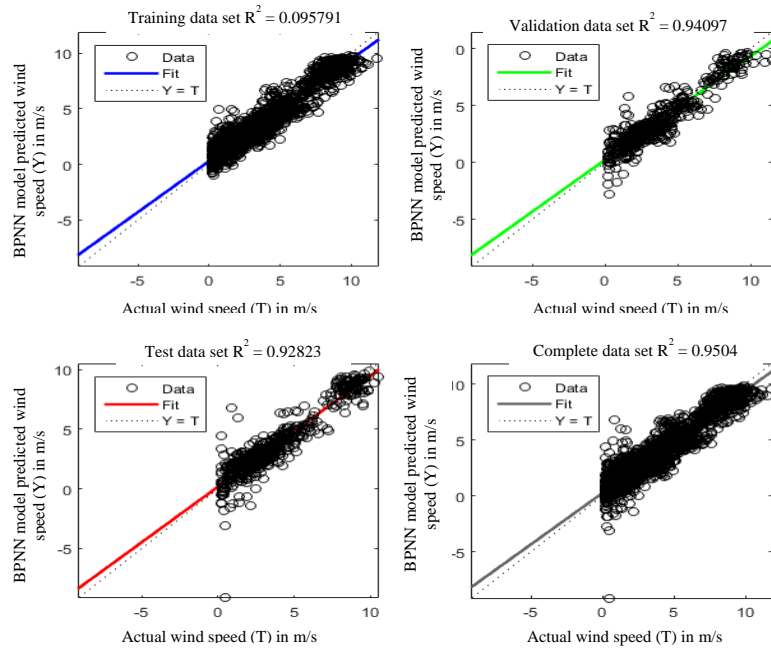 Training data set R² = 0.095791
10
5
0
-5
-5 0 5 10
Data
Fit
Y = T
BPNN model predicted wind
speed (Y) in m/s
Actual wind speed (T) in m/s
Validation data set R² = 0.94097
0
5
0
-5
-5 0 5 10
Data
Fit
Y = T
BPNN model predicted wind
speed (Y) in m/s
Actual wind speed (T) in m/s
Test data set R² = 0.92823
10
5
0
-5
-5 0 5 10
Data
Fit
Y = T
BPNN model predicted wind
speed (Y) in m/s
Actual wind speed (T) in m/s
Complete data set R² = 0.9504
10
5
0
-5
-5 0 5 10
Data
Fit
Y = T
BPNN model predicted wind
speed (Y) in m/s
Actual wind speed (T) in m/s